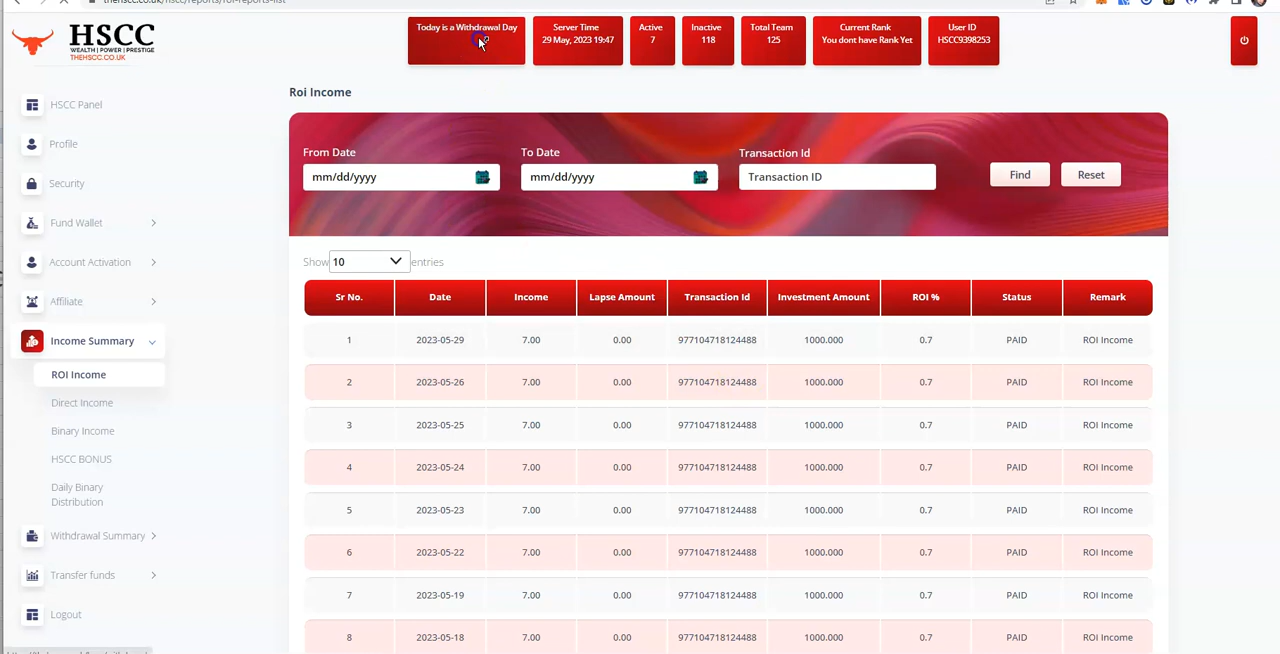 thehscc.co.uk/hscc/reports/roi-reports-list
HSCC
WEALTH | POWER | PRESTIGE
THEHSCC.CO.UK
Today is a Withdrawal Day
Server Time
29 May, 2023 19:47
Active
7
Inactive
118
Total Team
125
Current Rank
You dont have Rank Yet
User ID
HSCC9398253
HSCC Panel
Profile
Security
Fund Wallet
Account Activation
Affiliate
Income Summary
ROI Income
Direct Income
Binary Income
HSCC BONUS
Daily Binary
Distribution
Withdrawal Summary
Transfer funds
Logout
Roi Income
From Date
To Date
Transaction Id
mm/dd/yyyy
mm/dd/yyyy
Transaction ID
Find
Reset
Show 10 entries
Sr No. Date Income Lapse Amount Transaction Id Investment Amount ROI % Status Remark
1 2023-05-29 7.00 0.00 977104718124488 1000.000 0.7 PAID ROI Income
2 2023-05-26 7.00 0.00 977104718124488 1000.000 0.7 PAID ROI Income
3 2023-05-25 7.00 0.00 977104718124488 1000.000 0.7 PAID ROI Income
4 2023-05-24 7.00 0.00 977104718124488 1000.000 0.7 PAID ROI Income
5 2023-05-23 7.00 0.00 977104718124488 1000.000 0.7 PAID ROI Income
6 2023-05-22 7.00 0.00 977104718124488 1000.000 0.7 PAID ROI Income
7 2023-05-19 7.00 0.00 977104718124488 1000.000 0.7 PAID ROI Income
8 2023-05-18 7.00 0.00 977104718124488 1000.000 0.7 PAID ROI Income